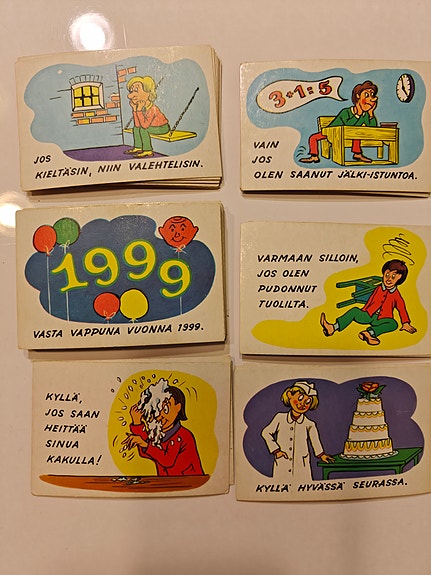 JOS
KIELTÄSIN, NIIN VALEHTELISIN.
3+1:5
VAIN
JOS
OLEN SAANUT JÄLKI-ISTUNTOA.
1999
VASTA VAPPUNA VUONNA 1999.
VARMAAN SILLOIN,
JOS OLEN
PUDONNUT
TUOLILTA.
KYLLÄ,
JOS SAAN
HEITTÄÄ
SINUA
KAKULLA!
KYLLÄ HYVÄSSÄ SEURASSA.